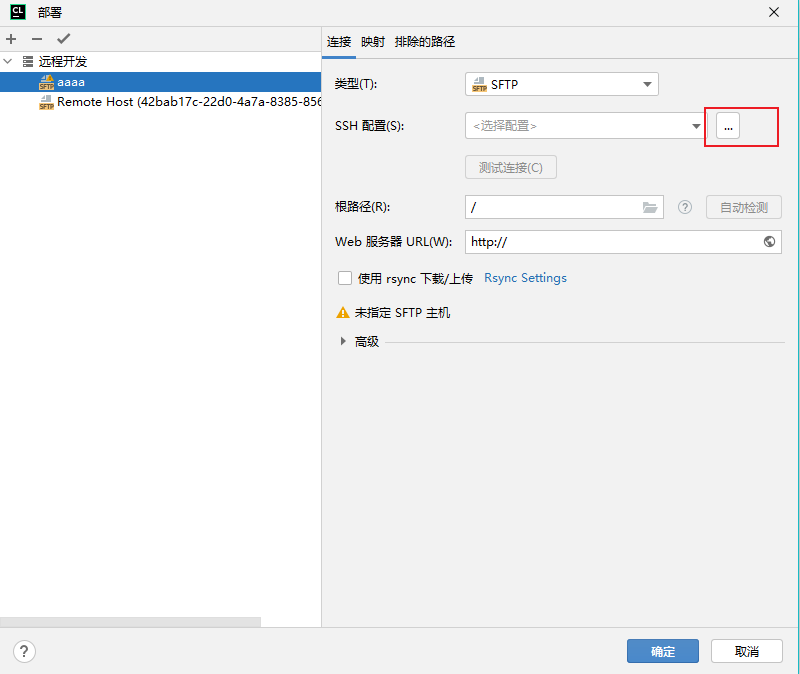 CL 部署
连接 映射 排除的路径
远程开发
SFTP aaaa
SFTP Remote Host (42bab17c-22d0-4a7a-8385-856
类型(T): SFTP SFTP
SSH 配置(S): <选择配置> ...
测试连接(C)
根路径(R): / ? 自动检测
Web 服务器 URL(W): http://
使用 rsync 下载/上传 Rsync Settings
未指定 SFTP 主机
高级
? 确定 取消